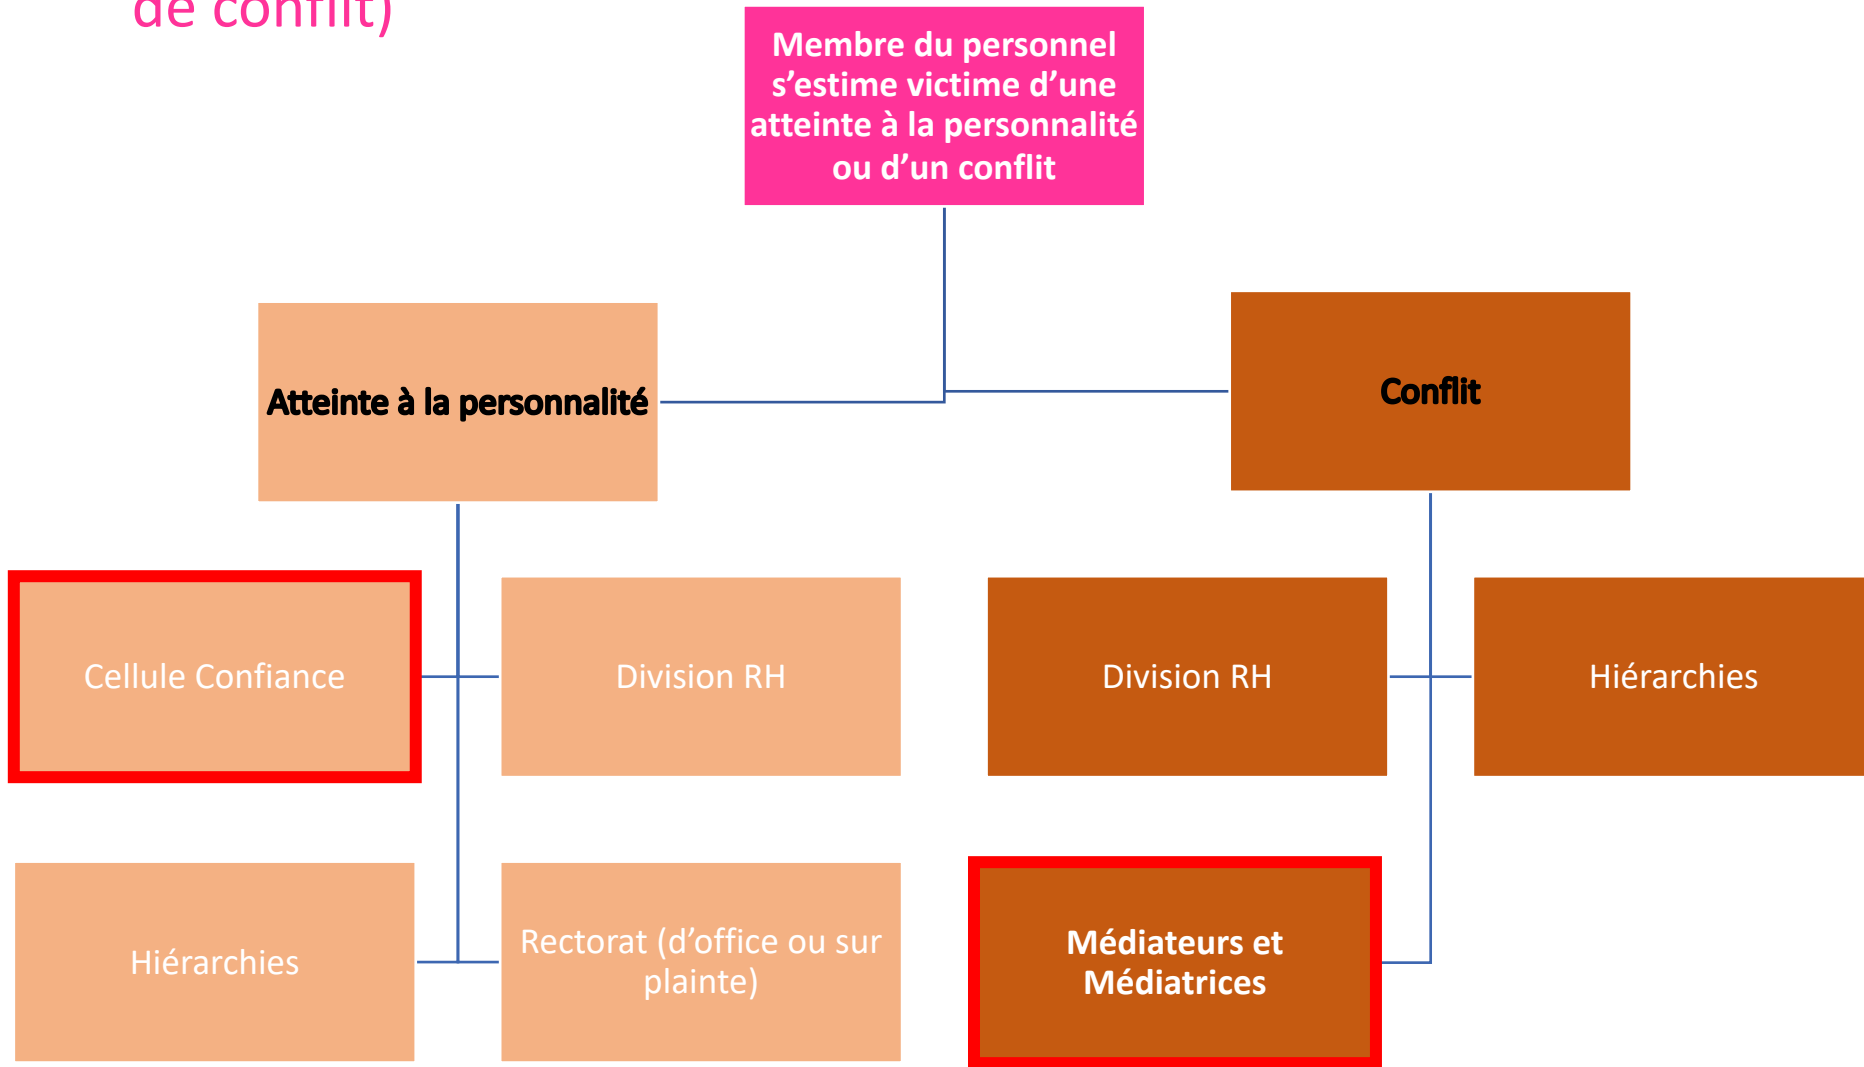 de conflit)
Membre du personnel
s’estime victime d’une
atteinte à la personnalité
ou d’un conflit
Atteinte à la personnalité
Conflit
Cellule Confiance
Division RH
Division RH
Hiérarchies
Hiérarchies
Rectorat (d’office ou sur
plainte)
Médiateurs et
Médiatrices